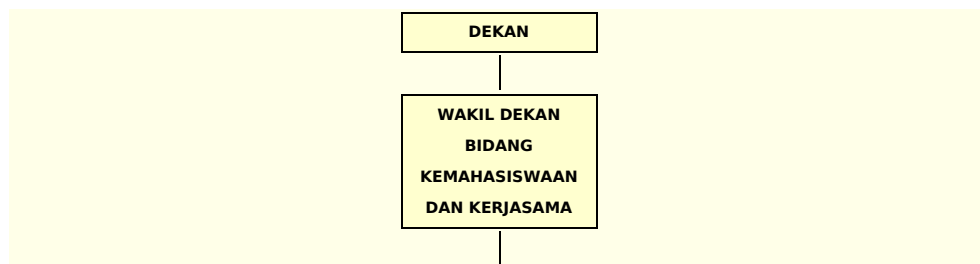 DEKAN
WAKIL DEKAN
BIDANG
KEMAHASISWAAN
DAN KERJASAMA